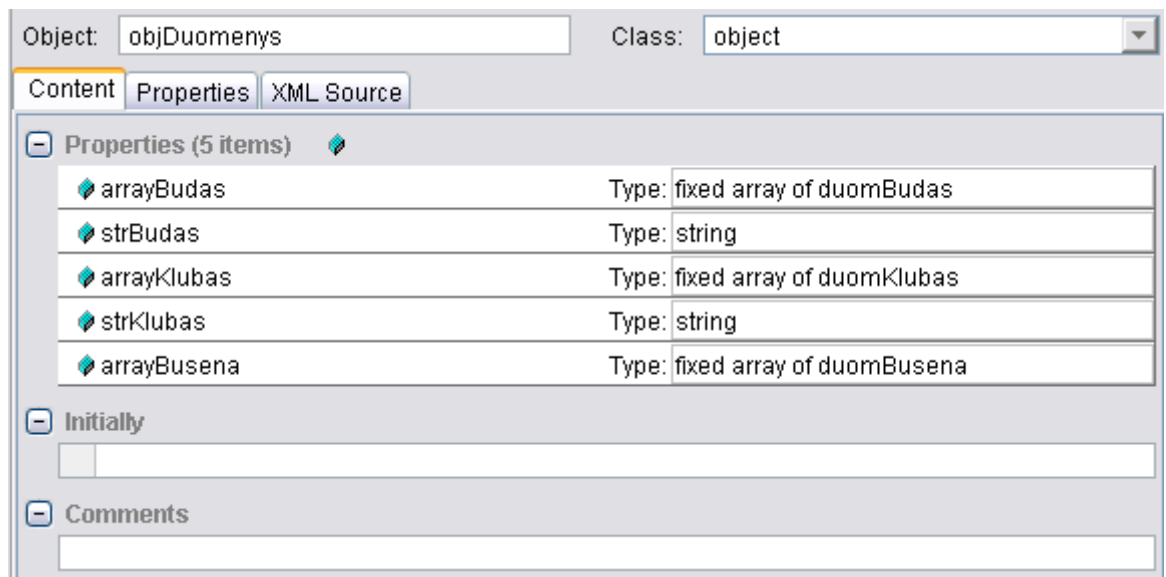 Object: objDuomenys Class: object
Content Properties XML Source
Properties (5 items)
arrayBudas Type: fixed array of duomBudas
strBudas Type: string
arrayKlubas Type: fixed array of duomKlubas
strKlubas Type: string
arrayBusena Type: fixed array of duomBusena
Initially
Comments